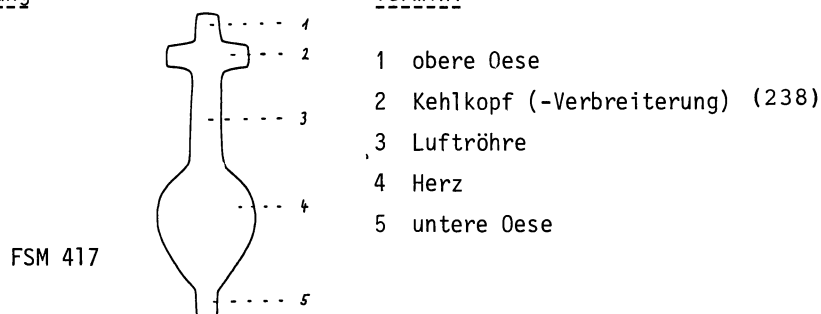 1
2
3
4
5
FSM 417
1 obere Oese
2 Kehlkopf (-Verbreiterung) (238)
3 Luftröhre
4 Herz
5 untere Oese